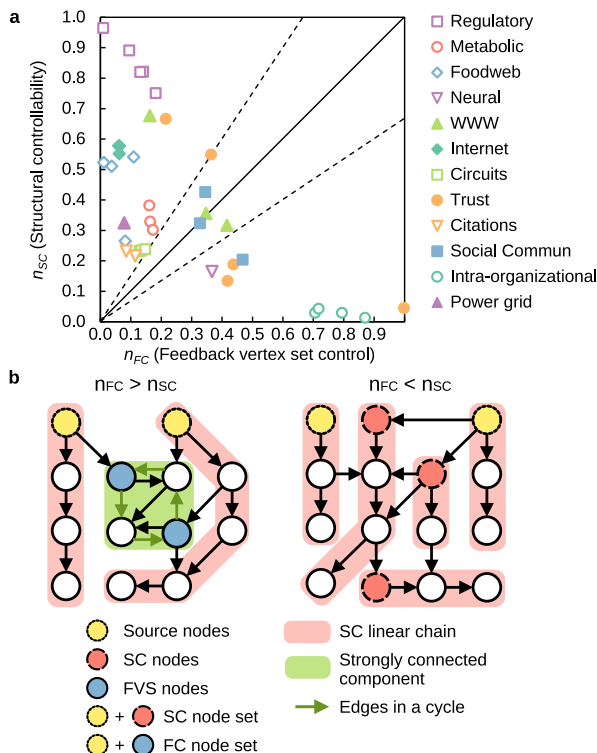 a
1.0
0.9
0.8
0.7
0.6
0.5
0.4
0.3
0.2
0.1
0.0
n_SC (Structural controllability)
0.0 0.1 0.2 0.3 0.4 0.5 0.6 0.7 0.8 0.9 1
n_FC (Feedback vertex set control)
Regulatory
Metabolic
Foodweb
Neural
WWW
Internet
Circuits
Trust
Citations
Social Commun
Intra-organizational
Power grid
b
nFC > nSC
nFC < nSC
Source nodes
SC nodes
FVS nodes
+ SC node set
+ FC node set
SC linear chain
Strongly connected
component
Edges in a cycle